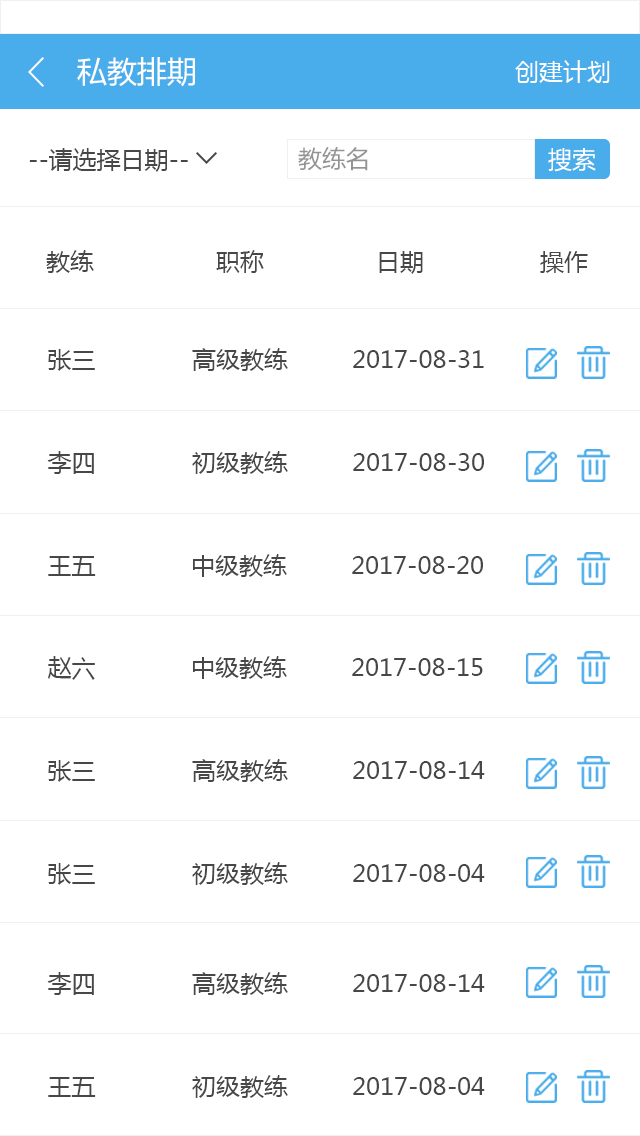 私教排期 创建计划
--请选择日期-- 教练名 搜索
教练 职称 日期 操作
张三 高级教练 2017-08-31
李四 初级教练 2017-08-30
王五 中级教练 2017-08-20
赵六 中级教练 2017-08-15
张三 高级教练 2017-08-14
张三 初级教练 2017-08-04
李四 高级教练 2017-08-14
王五 初级教练 2017-08-04